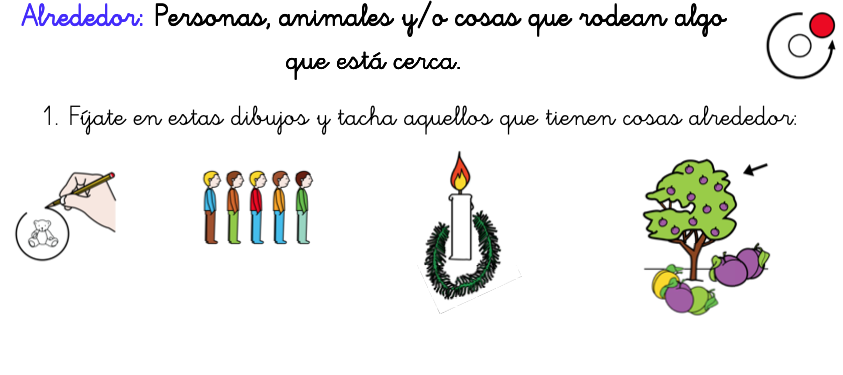 Alrededor: Personas, animales y/o cosas que rodean algo
que está cerca.
1. Fíjate en estas dibujos y tacha aquellos que tienen cosas alrededor: